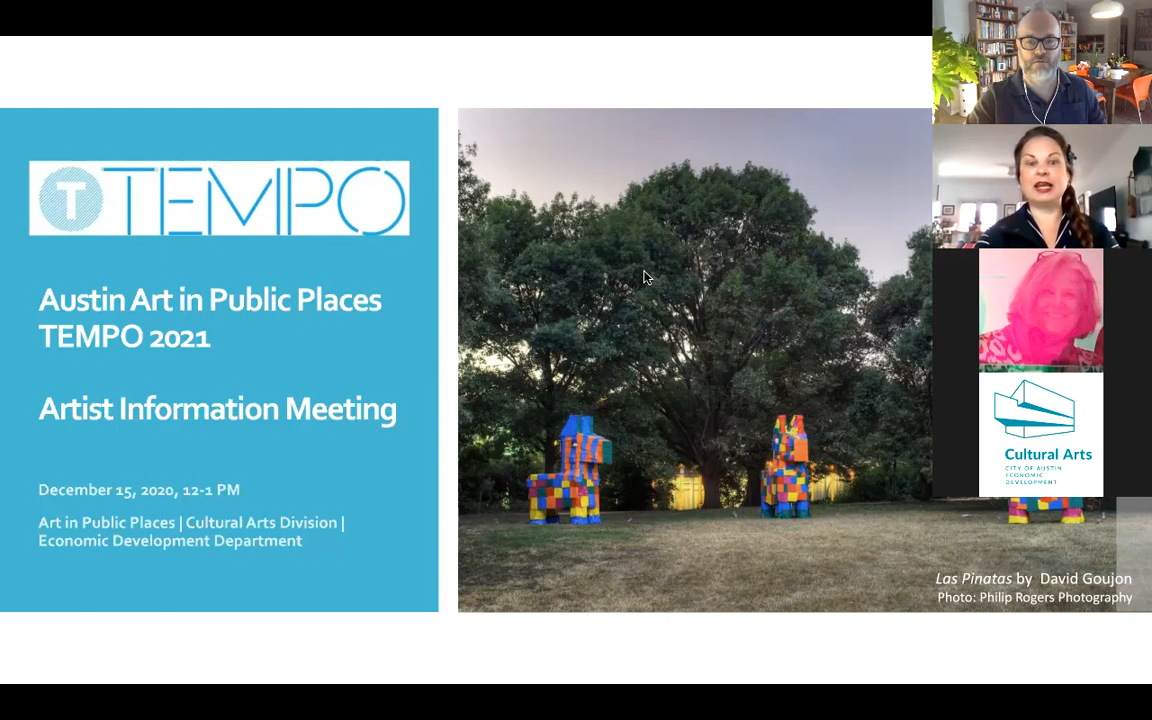 T TEMPO
Austin Art in Public Places
TEMPO 2021
Artist Information Meeting
December 15, 2020, 12-1 PM
Art in Public Places | Cultural Arts Division |
Economic Development Department
Cultural Arts
CITY OF AUSTIN
ECONOMIC
DEVELOPMENT
Las Pinatas by David Goujon
Photo: Philip Rogers Photography